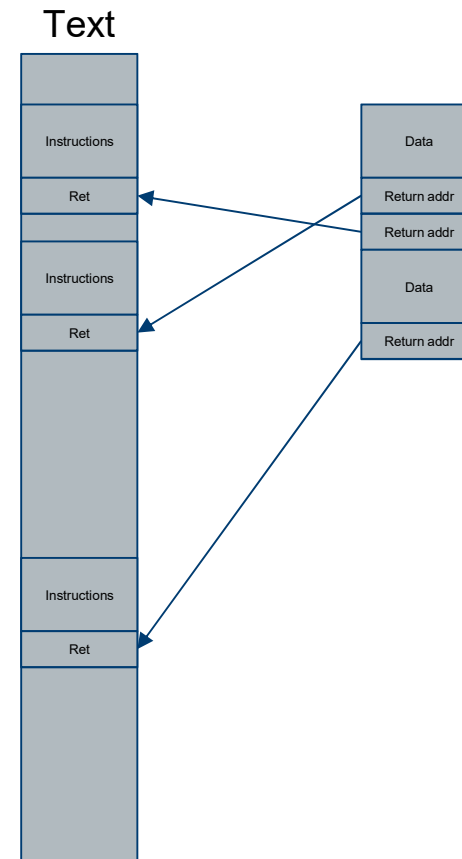 Text
Instructions
Ret
Instructions
Ret
Instructions
Ret
Data
Return addr
Return addr
Data
Return addr